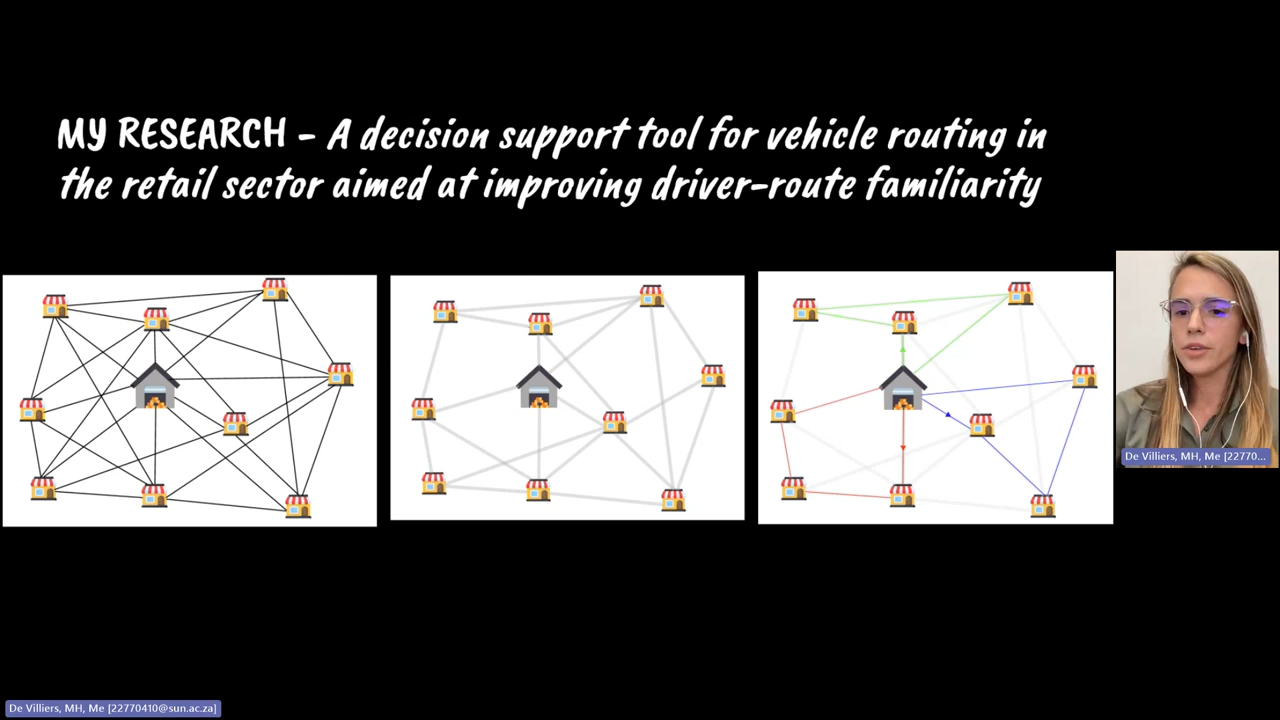 MY RESEARCH - A decision support tool for vehicle routing in
the retail sector aimed at improving driver-route familiarity
De Villiers, MH, Me [22770...
De Villiers, MH, Me [22770410@sun.ac.za]